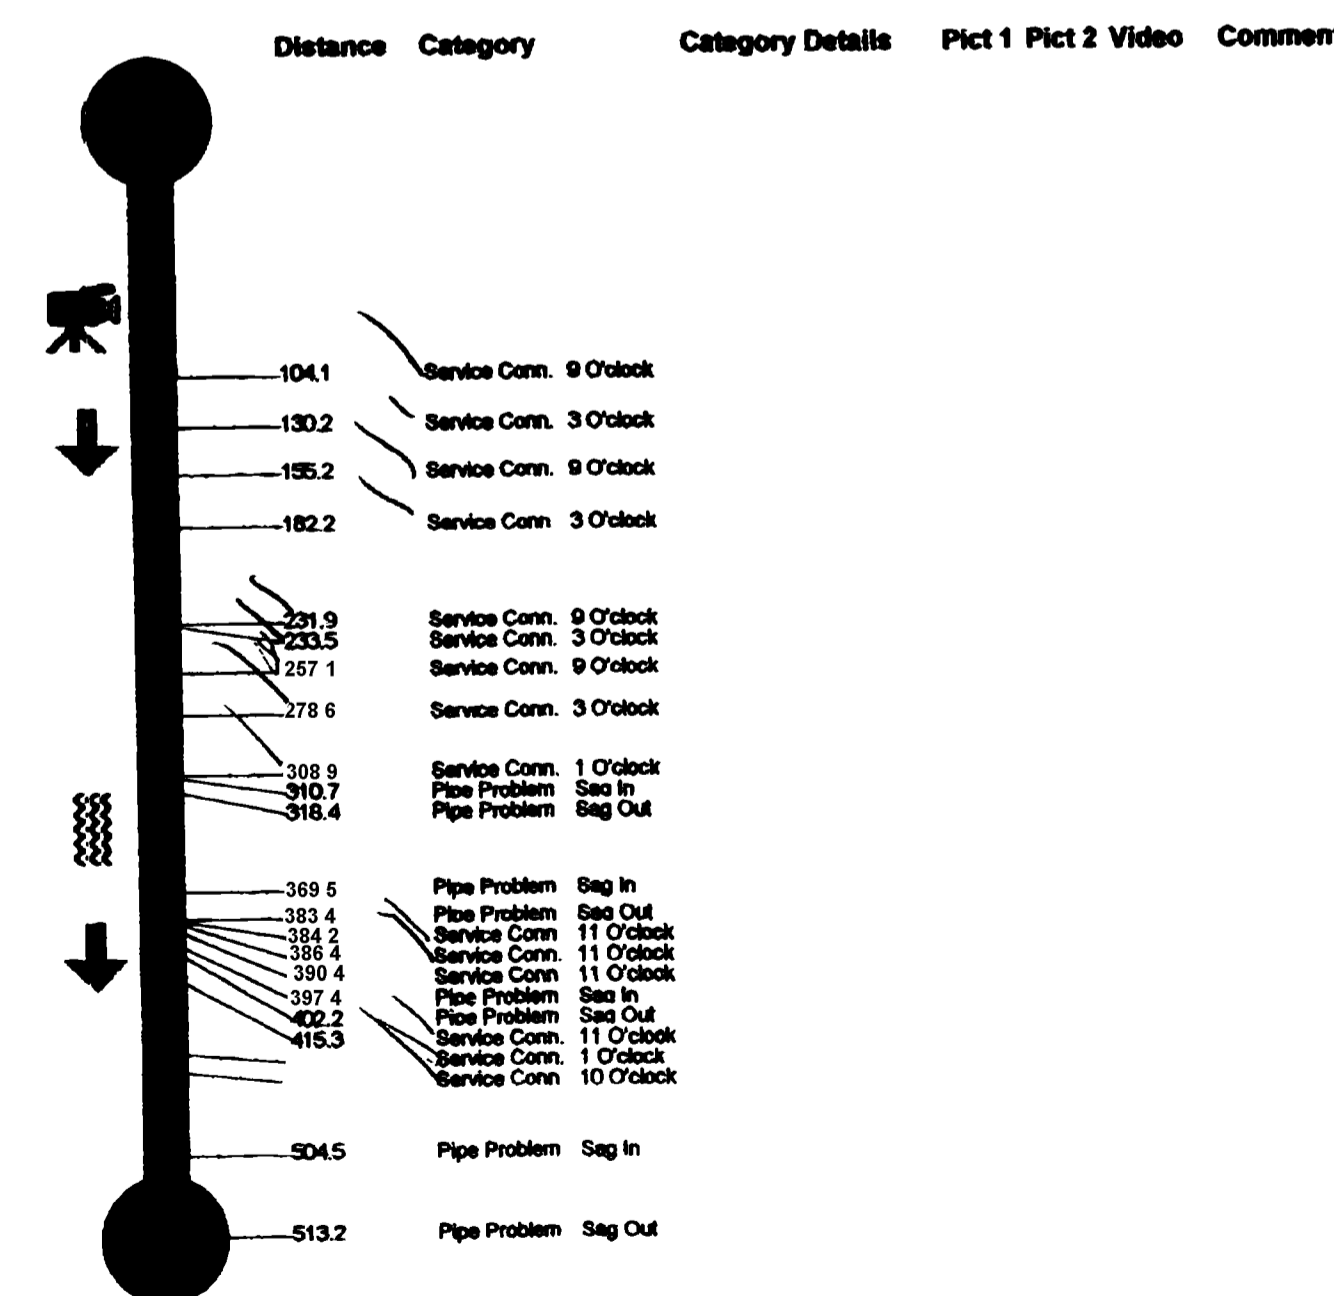 Distance Category Category Details Pict 1 Pict 2 Video Commen
104.1 Service Conn. 9 O'clock
130.2 Service Conn. 3 O'clock
155.2 Service Conn. 9 O'clock
182.2 Service Conn 3 O'clock
231.9 Service Conn. 9 O'clock
233.5 Service Conn. 3 O'clock
257 1 Service Conn. 9 O'clock
278 6 Service Conn. 3 O'clock
308 9 Service Conn. 1 O'clock
310.7 Pipe Problem Sag In
318.4 Pipe Problem Sag Out
369 5 Pipe Problem Sag In
383 4 Pipe Problem Sag Out
384 2 Service Conn 11 O'clock
386 4 Service Conn. 11 O'clock
390 4 Service Conn 11 O'clock
397 4 Pipe Problem Sag In
402.2 Pipe Problem Sag Out
415.3 Service Conn. 11 O'clock
Service Conn. 1 O'clock
Service Conn 10 O'clock
504.5 Pipe Problem Sag In
513.2 Pipe Problem Sag Out